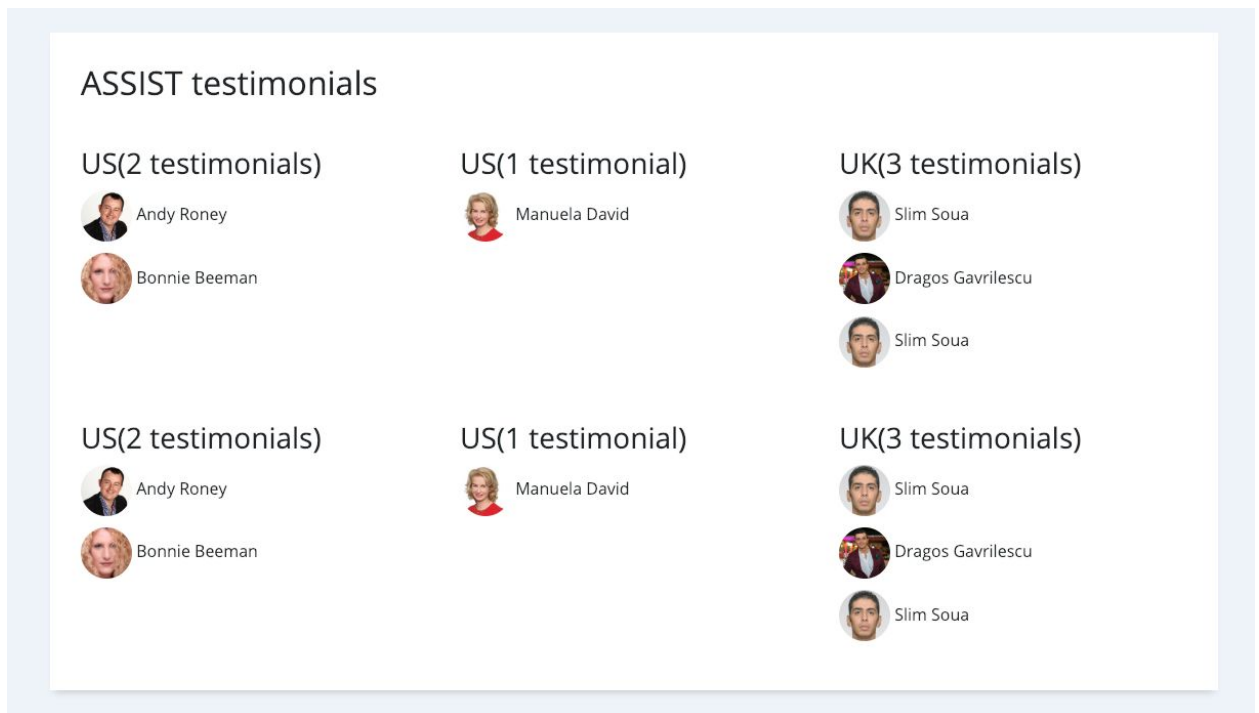 ASSIST testimonials
US(2 testimonials)
Andy Roney
Bonnie Beeman
US(1 testimonial)
Manuela David
UK(3 testimonials)
Slim Soua
Dragos Gavrilescu
Slim Soua
US(2 testimonials)
Andy Roney
Bonnie Beeman
US(1 testimonial)
Manuela David
UK(3 testimonials)
Slim Soua
Dragos Gavrilescu
Slim Soua